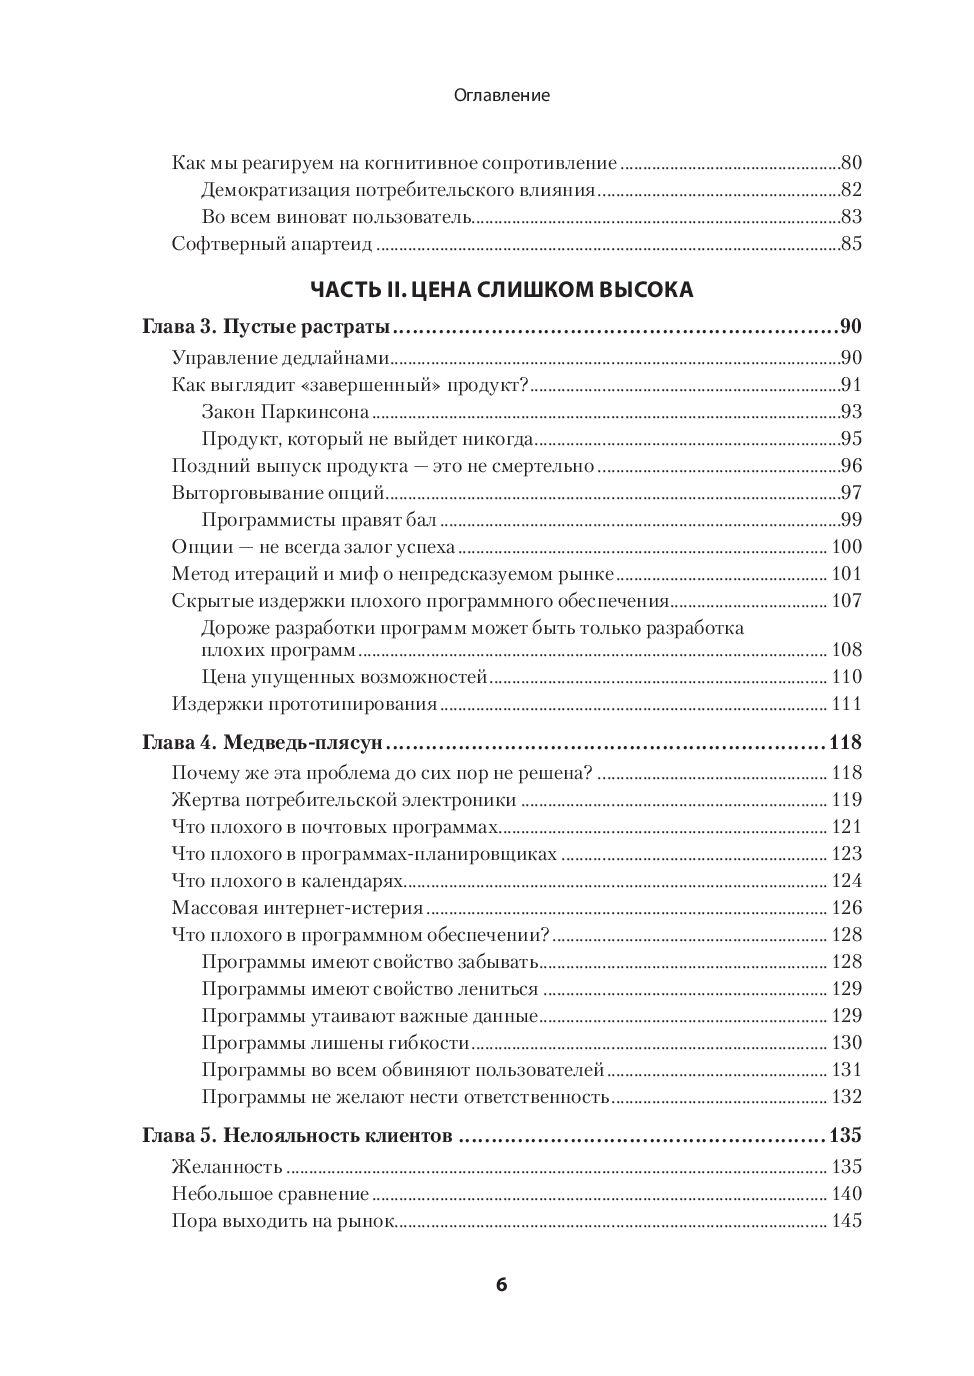 Оглавление
Как мы реагируем на когнитивное сопротивление ................................................80
Демократизация потребительского влияния.....................................................82
Во всем виноват пользователь................................................................................83
Софтверный апартеид .....................................................................................................85
ЧАСТЬ II. ЦЕНА СЛИШКОМ ВЫСОКА
Глава 3. Пустые растраты....................................................................90
Управление дедлайнами..................................................................................................90
Как выглядит «завершенный» продукт?....................................................................91
Закон Паркинсона ......................................................................................................93
Продукт, который не выйдет никогда...................................................................95
Поздний выпуск продукта — это не смертельно .....................................................96
Выторговывание опций...................................................................................................97
Программисты правят бал .......................................................................................99
Опции — не всегда залог успеха ................................................................................. 100
Метод итераций и миф о непредсказуемом рынке.............................................. 101
Скрытые издержки плохого программного обеспечения.................................. 107
Дороже разработки программ может быть только разработка
плохих программ...................................................................................................... 108
Цена упущенных возможностей.......................................................................... 110
Издержки прототипирования ..................................................................................... 111
Глава 4. Медведь-плясун ...................................................................118
Почему же эта проблема до сих пор не решена? .................................................. 118
Жертва потребительской электроники ................................................................... 119
Что плохого в почтовых программах........................................................................ 121
Что плохого в программах-планировщиках .......................................................... 123
Что плохого в календарях............................................................................................. 124
Массовая интернет-истерия ........................................................................................ 126
Что плохого в программном обеспечении?............................................................ 128
Программы имеют свойство забывать............................................................... 128
Программы имеют свойство лениться .............................................................. 129
Программы утаивают важные данные............................................................... 129
Программы лишены гибкости.............................................................................. 130
Программы во всем обвиняют пользователей ................................................ 131
Программы не желают нести ответственность............................................... 132
Глава 5. Нелояльность клиентов ........................................................135
Желанность ...................................................................................................................... 135
Небольшое сравнение.................................................................................................... 140
Пора выходить на рынок............................................................................................... 145
6